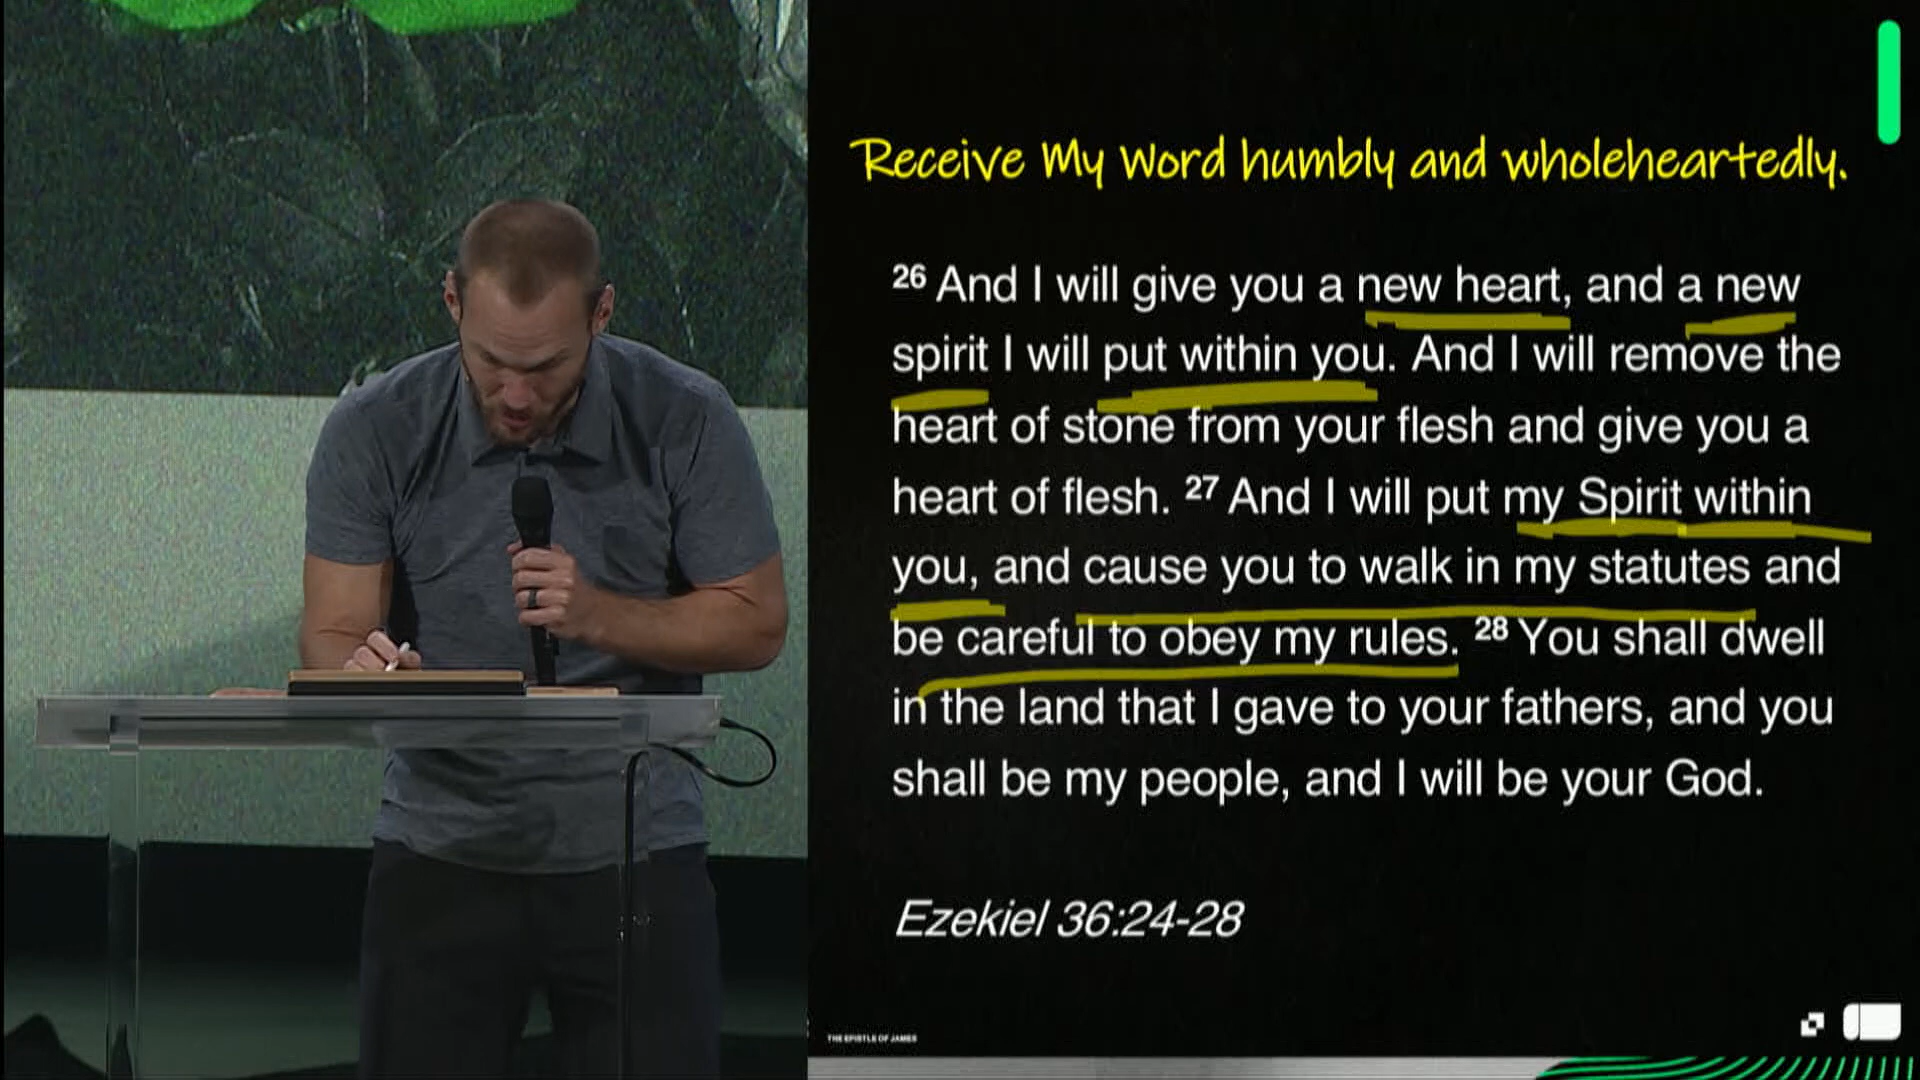 Receive My Word humbly and wholeheartedly.
26 And I will give you a new heart, and a new
spirit I will put within you. And I will remove the
heart of stone from your flesh and give you a
heart of flesh. 27 And I will put my Spirit within
you, and cause you to walk in my statutes and
be careful to obey my rules. 28 You shall dwell
in the land that I gave to your fathers, and you
shall be my people, and I will be your God.
Ezekiel 36:24-28
THE EPISTLE OF JAMES